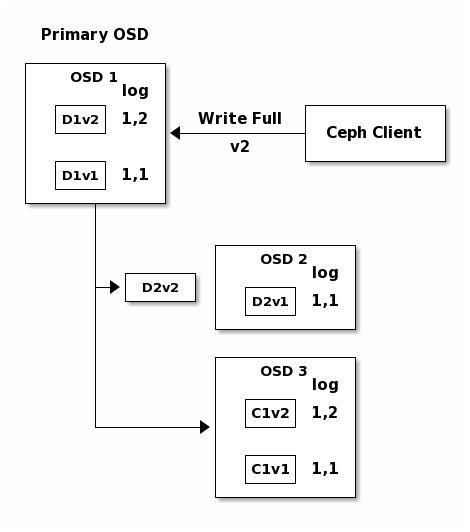 Primary OSD
OSD 1
log
D1v2 1,2
D1v1 1,1
Write Full
v2
Ceph Client
D2v2
OSD 2
log
D2v1 1,1
OSD 3
log
C1v2 1,2
C1v1 1,1